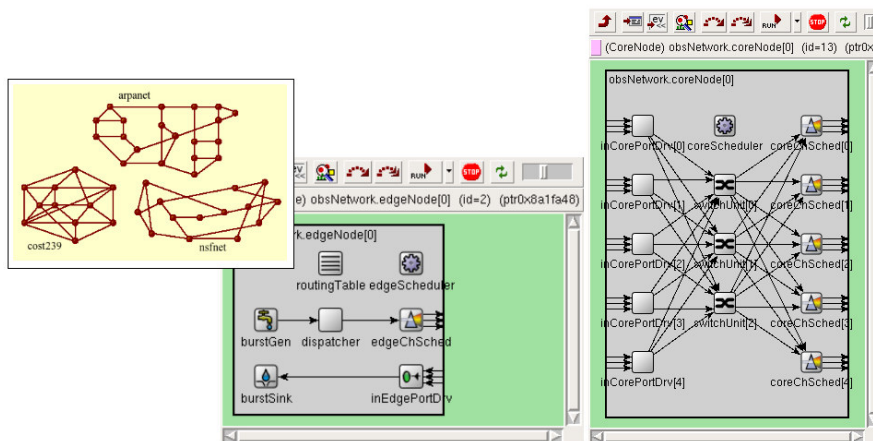 arpanet
cost239
nsfnet
ev
RUN
STOP
obsNetwork.edgeNode[0] (id=2) (ptr0x8a1fa48)
k.edgeNode[0]
routingTable edgeScheduler
burstGen dispatcher edgeChSched
burstSink inEdgePortDrv
ev
RUN
STOP
(CoreNode) obsNetwork.coreNode[0] (id=13) (ptr0x
obsNetwork.coreNode[0]
inCorePortDrv[0] coreScheduler coreChSched[0]
inCorePortDrv[1] switchUnit[0] coreChSched[1]
inCorePortDrv[2] switchUnit[1] coreChSched[2]
inCorePortDrv[3] switchUnit[2] coreChSched[3]
inCorePortDrv[4] coreChSched[4]